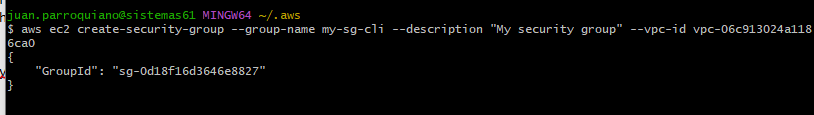 juan.parroquiano@sistemas61 MINGW64 ~/.aws
$ aws ec2 create-security-group --group-name my-sg-cli --description "My security group" --vpc-id vpc-06c913024a118
6ca0
{
    "GroupId": "sg-0d18f16d3646e8827"
}